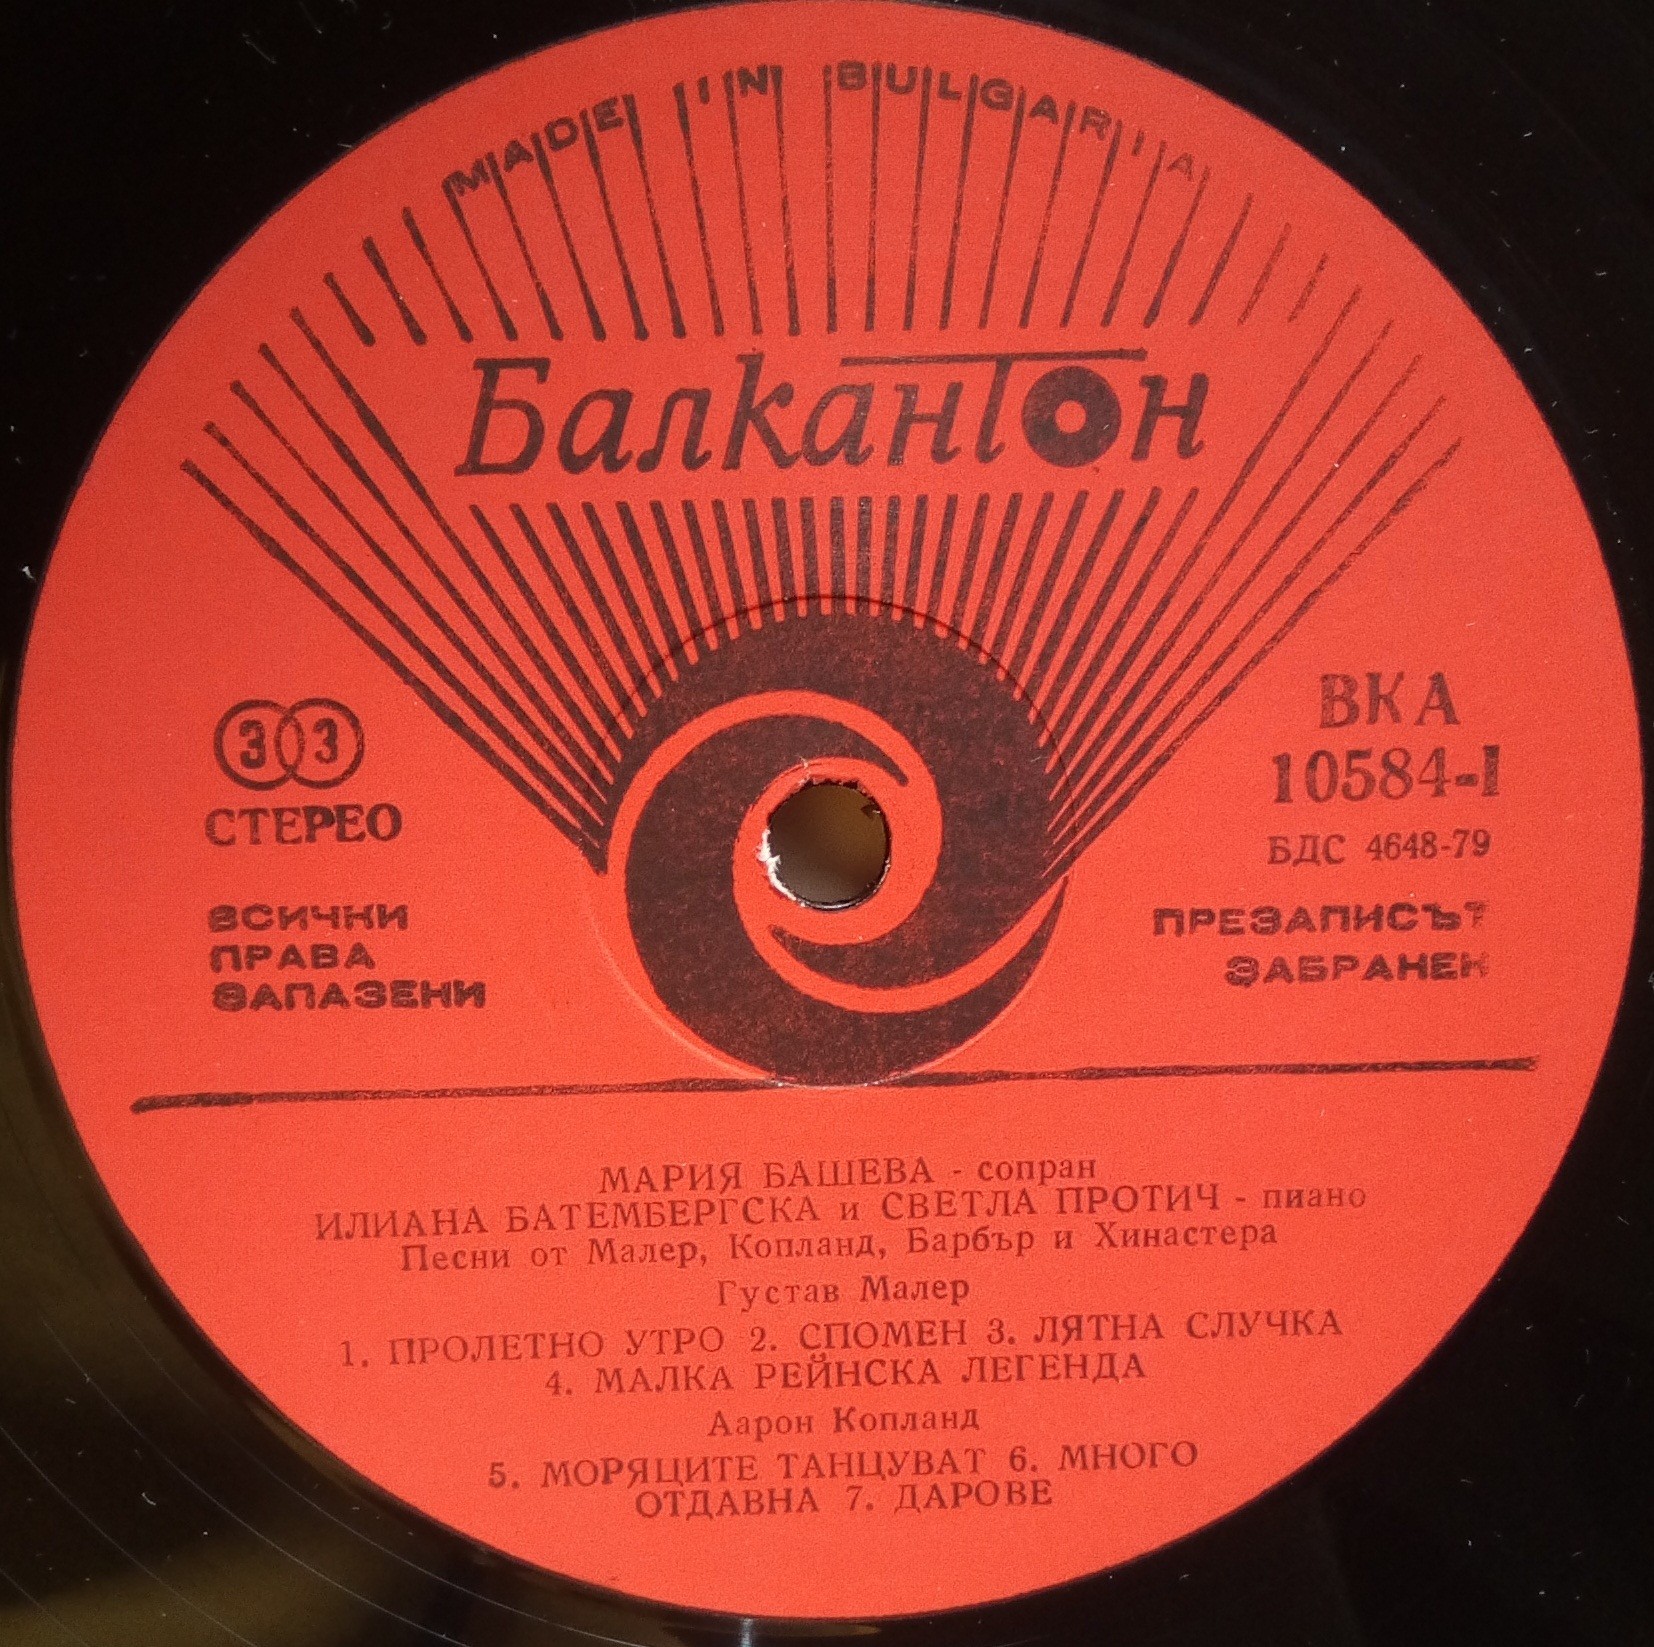 MADE IN BULGARIA
Балкантон
33
СТЕРЕО
ВСИЧКИ
ПРАВА
ЗАПАЗЕНИ
ВКА
10584-I
БДС 4648-79
ПРЕЗАПИСЪТ
ЗАБРАНЕН
МАРИЯ БАШЕВА - сопран
ИЛИАНА БАТЕМБЕРГСКА и СВЕТЛА ПРОТИЧ - пиано
Песни от Малер, Копланд, Барбър и Хинастера
Густав Малер
1. ПРОЛЕТНО УТРО 2. СПОМЕН 3. ЛЯТНА СЛУЧКА
4. МАЛКА РЕЙНСКА ЛЕГЕНДА
Аарон Копланд
5. МОРЯЦИТЕ ТАНЦУВАТ 6. МНОГО
ОТДАВНА 7. ДАРОВЕ